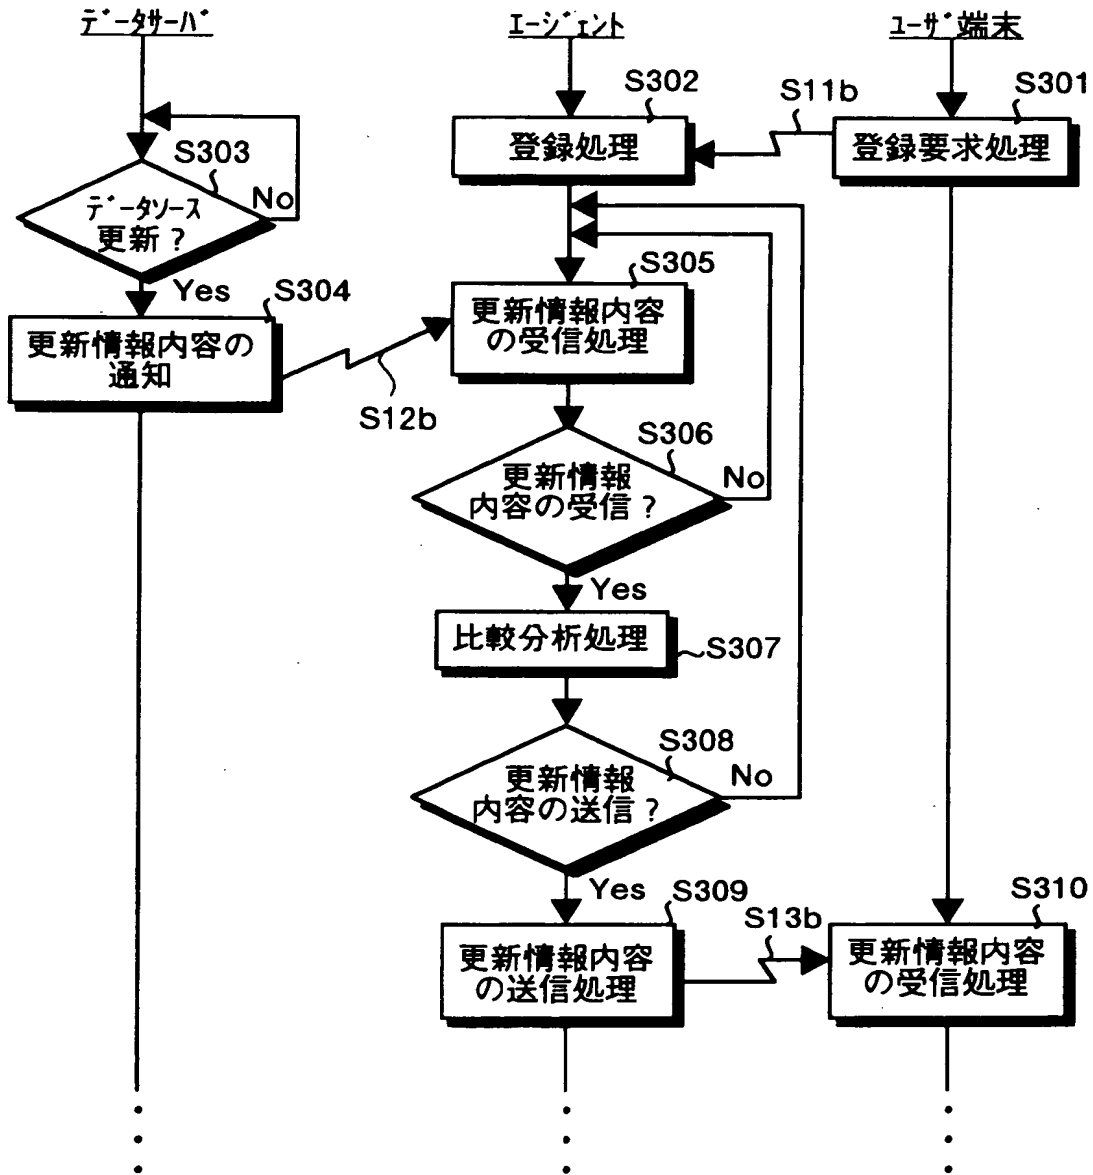 データサーバ
エージェント
ユーザ端末
S302
S11b
S301
登録処理
登録要求処理
S303
No
データソース
更新？
Yes
S304
更新情報内容の
通知
S12b
S305
更新情報内容
の受信処理
S306
No
更新情報
内容の受信？
Yes
比較分析処理
S307
S308
No
更新情報
内容の送信？
Yes
S309
更新情報内容
の送信処理
S13b
S310
更新情報内容
の受信処理